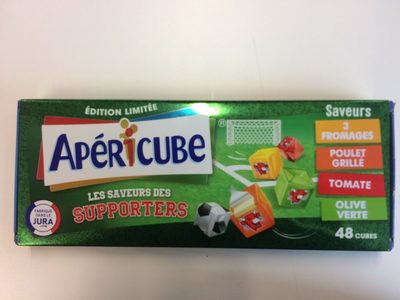 ÉDITION LIMITÉE
APÉRICUBE
®
LES SAVEURS DES
SUPPORTERS
FABRIQUÉ
DANS LE
JURA
Saveurs
3
FROMAGES
POULET
GRILLÉ
TOMATE
OLIVE
VERTE
48 CUBES